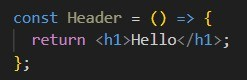 const Header = () => {
  return <h1>Hello</h1>;
};